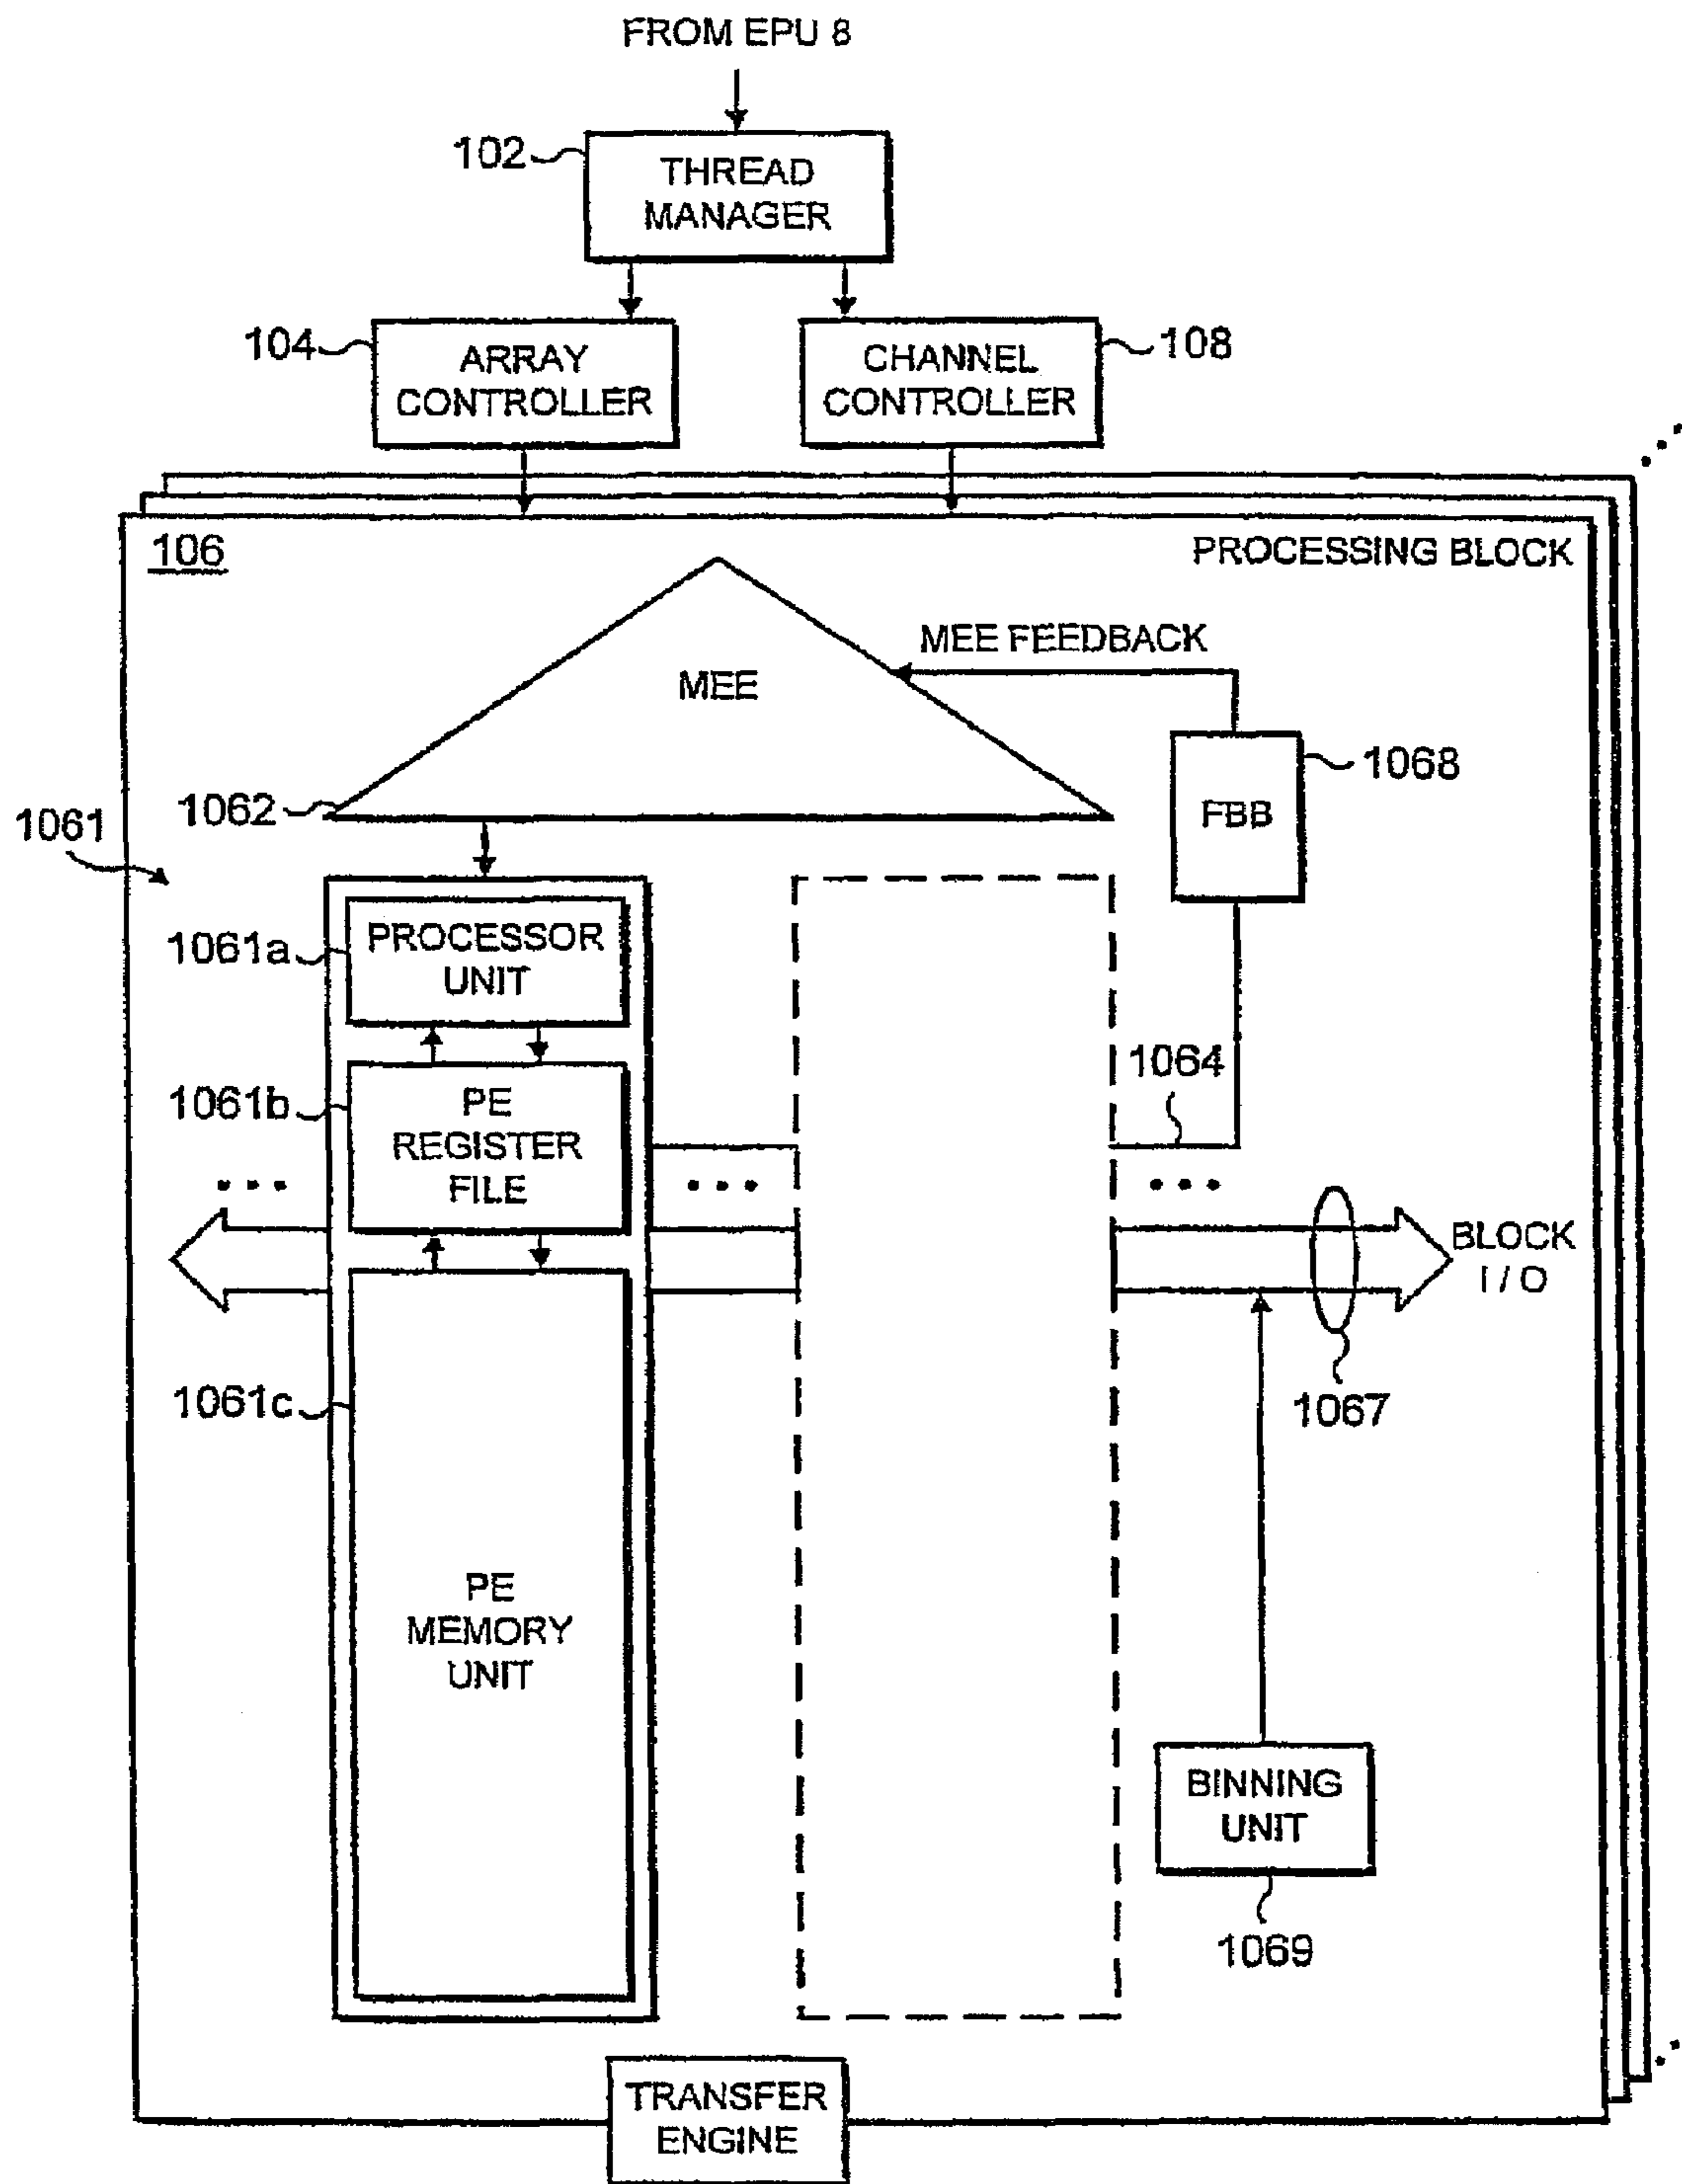 FROM EPU 8
102
THREAD
MANAGER
104
ARRAY
CONTROLLER
CHANNEL
CONTROLLER
108
106
PROCESSING BLOCK
MEE FEEDBACK
MEE
1062
1068
FBB
1061
1061a
PROCESSOR
UNIT
1064
1061b
PE
REGISTER
FILE
BLOCK
I / O
1067
1061c
PE
MEMORY
UNIT
BINNING
UNIT
1069
TRANSFER
ENGINE